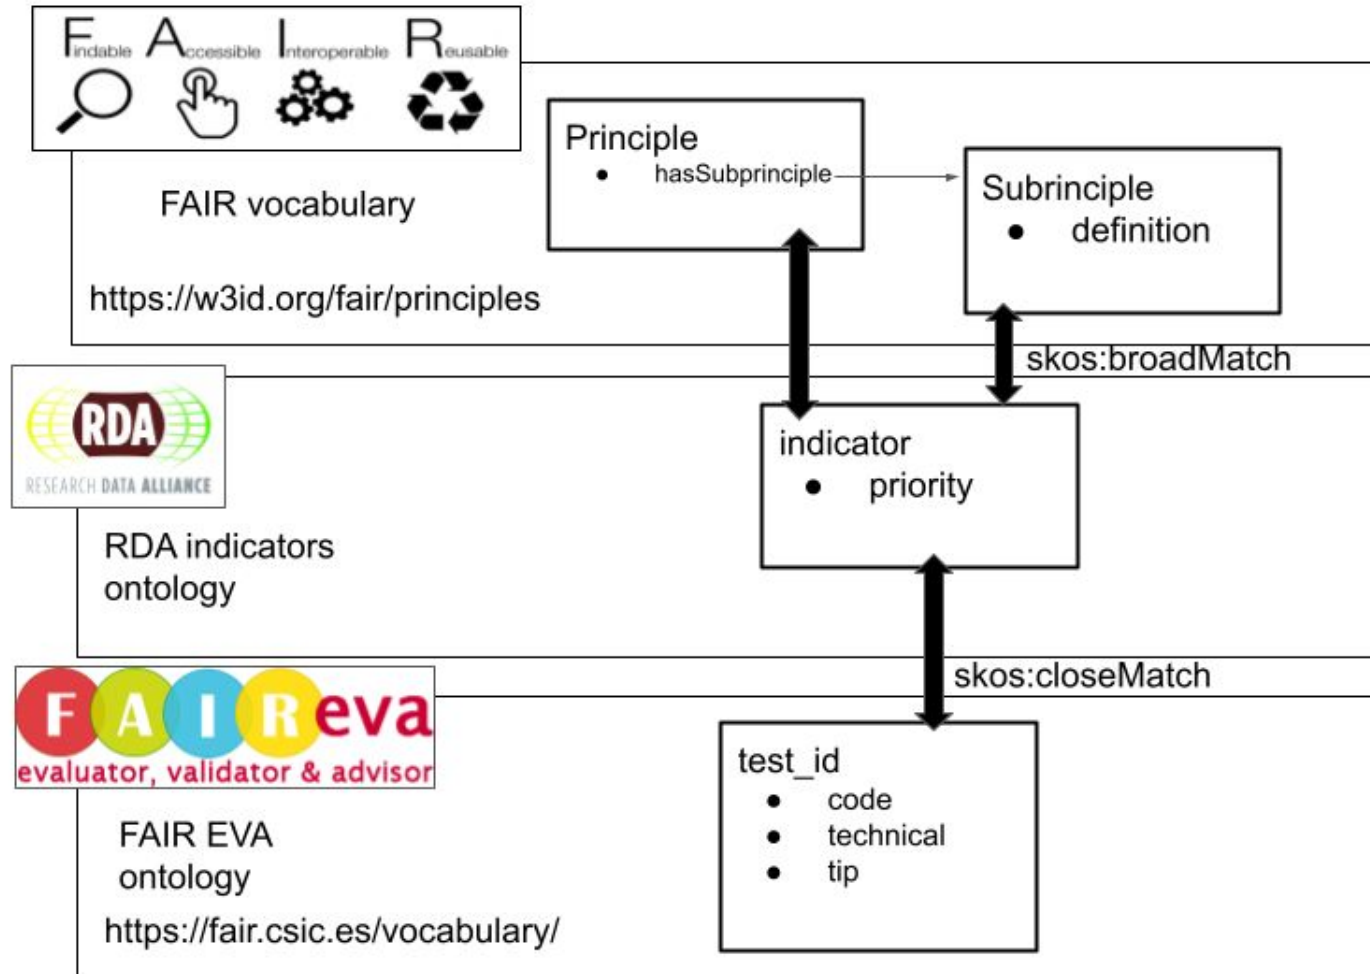 Findable Accessible Interoperable Reusable
Principle
● hasSubprinciple
Subrinciple
● definition
FAIR vocabulary
https://w3id.org/fair/principles
skos:broadMatch
RDA
RESEARCH DATA ALLIANCE
indicator
● priority
RDA indicators
ontology
skos:closeMatch
FAIR eva
evaluator, validator & advisor
test_id
● code
● technical
● tip
FAIR EVA
ontology
https://fair.csic.es/vocabulary/